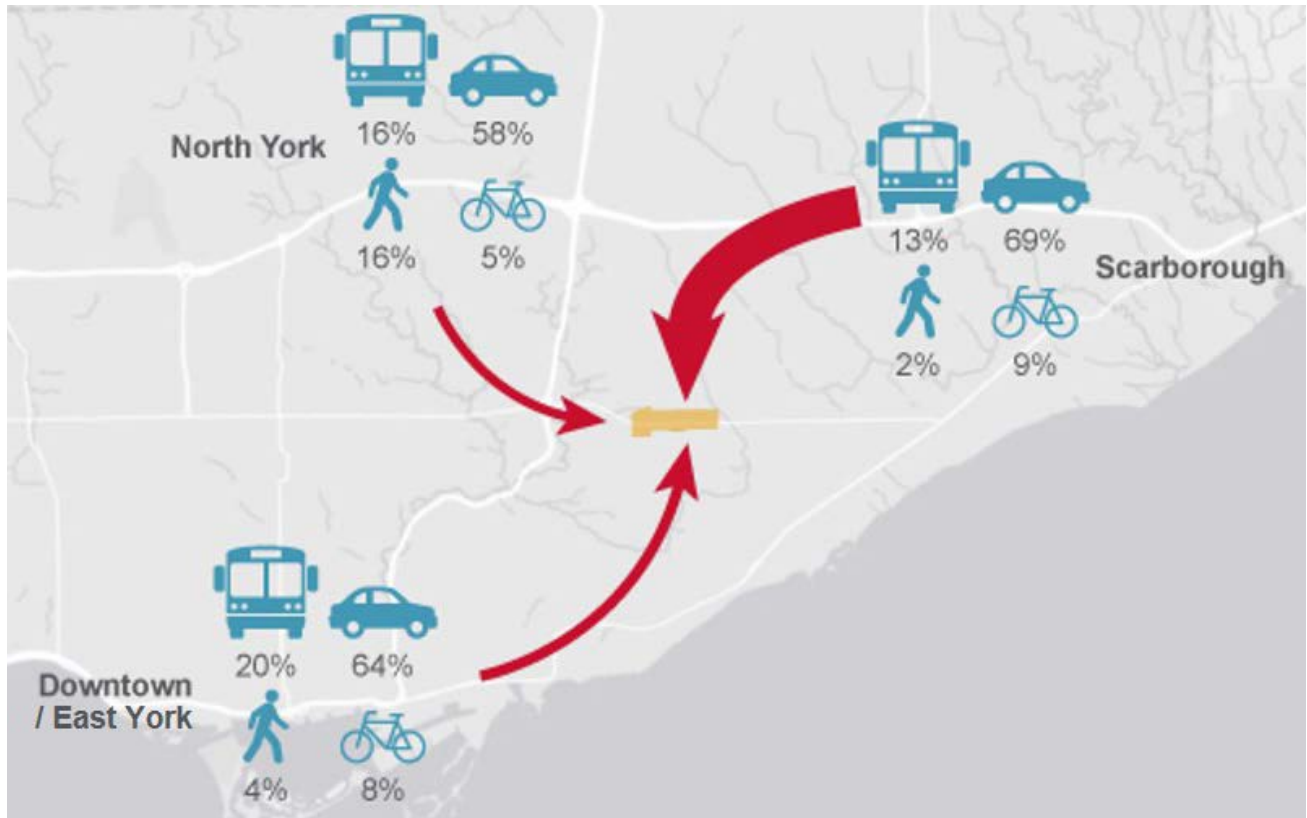 16% 58%
North York
16% 5%
13% 69%
Scarborough
2% 9%
20% 64%
Downtown
/ East York
4% 8%